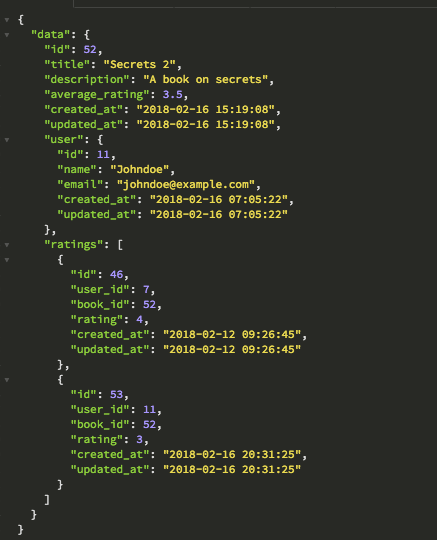 {
"data": {
"id": 52,
"title": "Secrets 2",
"description": "A book on secrets",
"average_rating": 3.5,
"created_at": "2018-02-16 15:19:08",
"updated_at": "2018-02-16 15:19:08",
"user": {
"id": 11,
"name": "Johndoe",
"email": "johndoe@example.com",
"created_at": "2018-02-16 07:05:22",
"updated_at": "2018-02-16 07:05:22"
},
"ratings": [
{
"id": 46,
"user_id": 7,
"book_id": 52,
"rating": 4,
"created_at": "2018-02-12 09:26:45",
"updated_at": "2018-02-12 09:26:45"
},
{
"id": 53,
"user_id": 11,
"book_id": 52,
"rating": 3,
"created_at": "2018-02-16 20:31:25",
"updated_at": "2018-02-16 20:31:25"
}
]
}
}